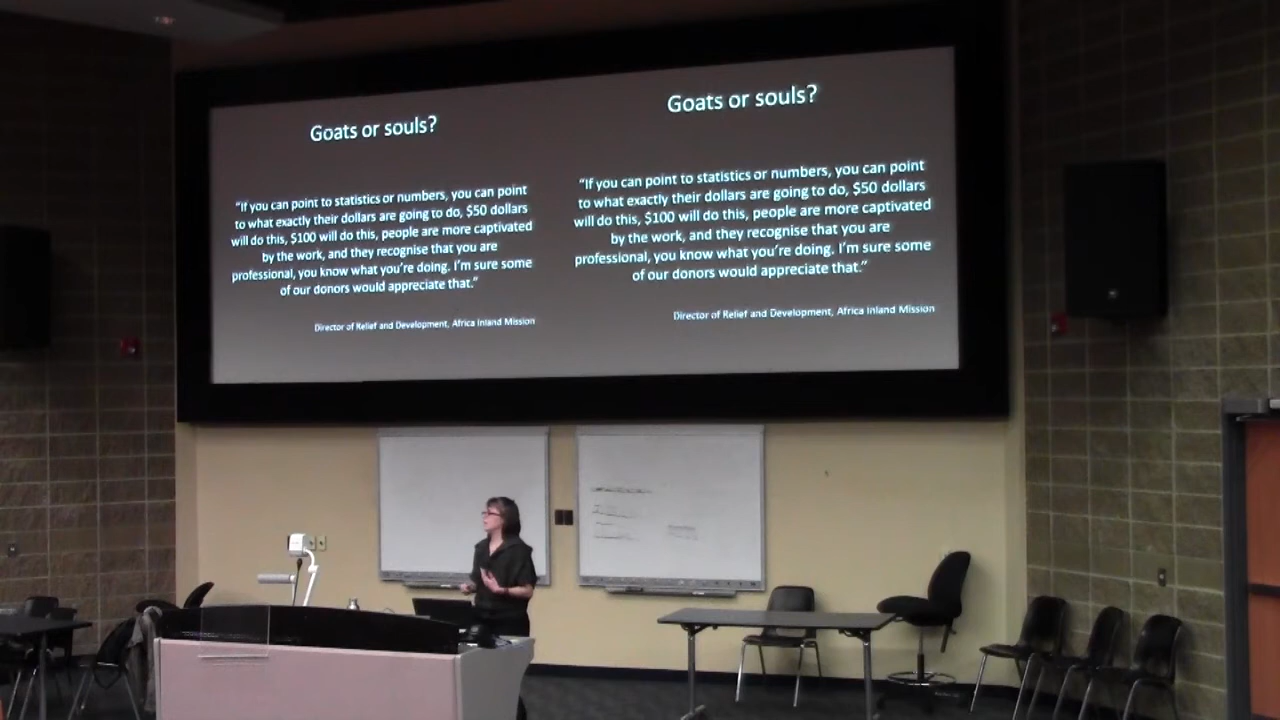 Goats or souls?
"If you can point to statistics or numbers, you can point
to what exactly their dollars are going to do, $50 dollars
will do this, $100 will do this, people are more captivated
by the work, and they recognise that you are
professional, you know what you're doing. I'm sure some
of our donors would appreciate that."
Director of Relief and Development, Africa Inland Mission
Goats or souls?
"If you can point to statistics or numbers, you can point
to what exactly their dollars are going to do, $50 dollars
will do this, $100 will do this, people are more captivated
by the work, and they recognise that you are
professional, you know what you're doing. I'm sure some
of our donors would appreciate that."
Director of Relief and Development, Africa Inland Mission